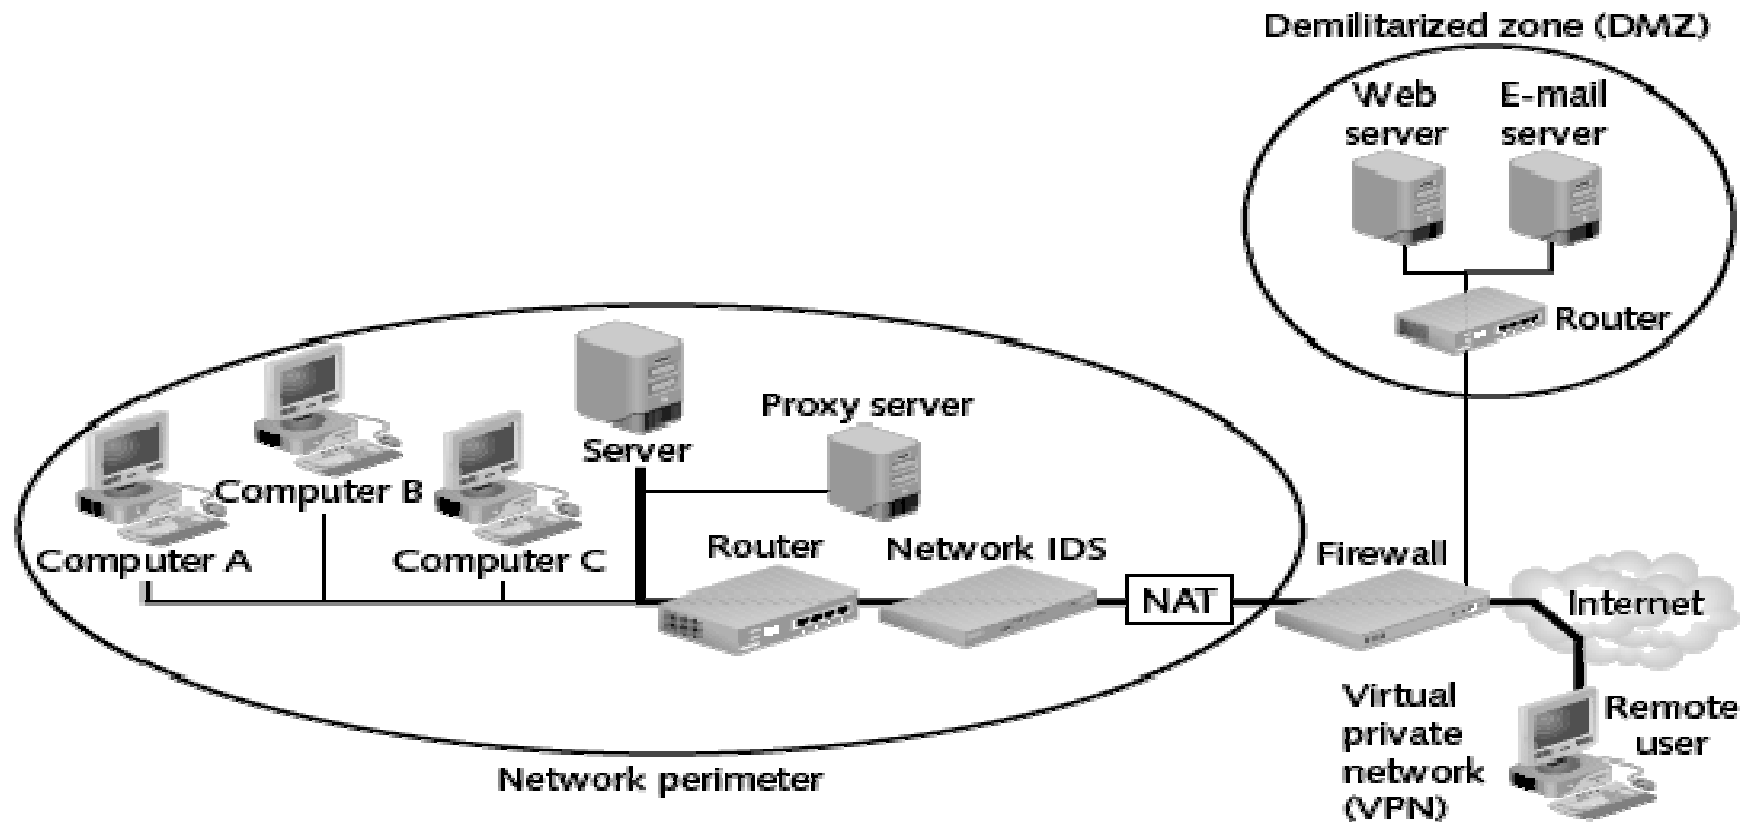 Demilitarized zone (DMZ)
Web
server
E-mail
server
Router
Server
Proxy server
Computer B
Computer A
Computer C
Router
Network IDS
NAT
Firewall
Internet
Virtual
private
network
(VPN)
Remote
user
Network perimeter